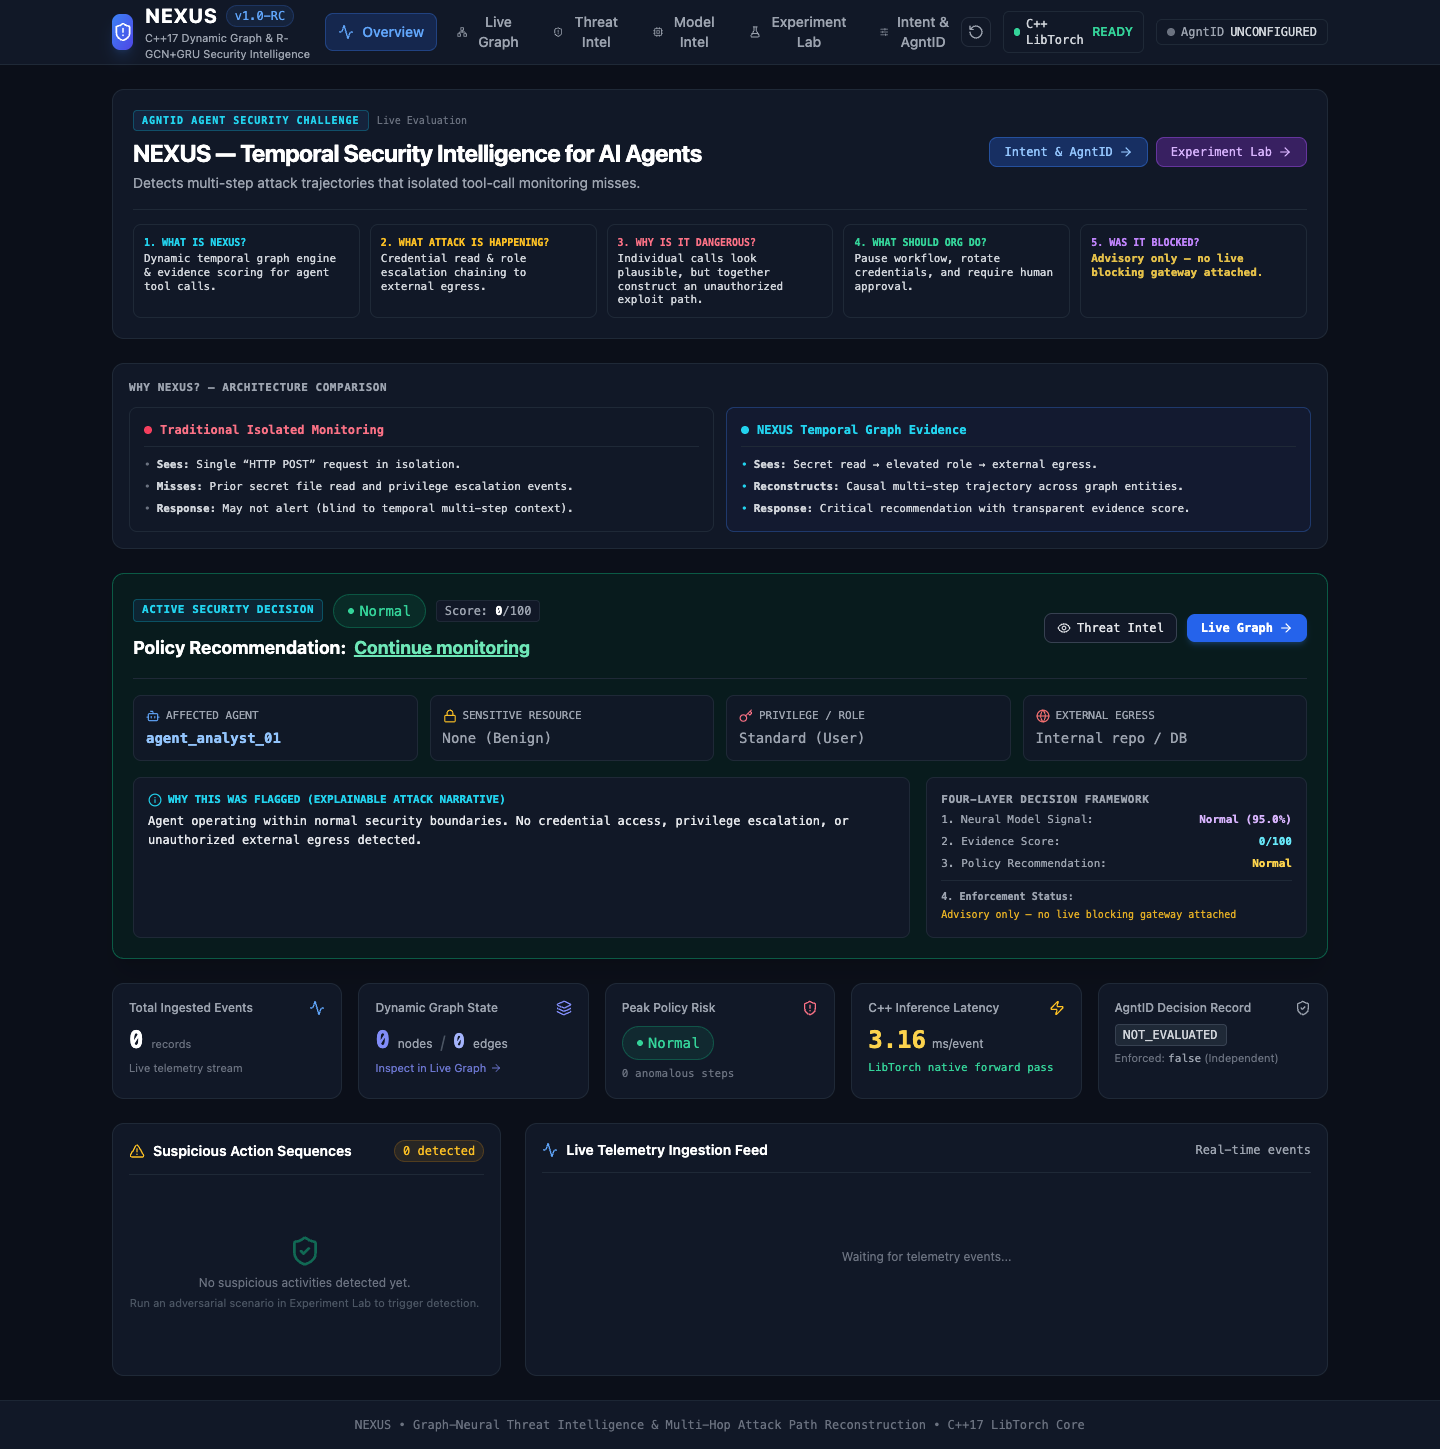 NEXUS v1.0-RC
C++17 Dynamic Graph & R-
GCN+GRU Security Intelligence
Overview
Live
Graph
Threat
Intel
Model
Intel
Experiment
Lab
Intent &
AgntID
C++
LibTorch READY
AgntID UNCONFIGURED
AGNTID AGENT SECURITY CHALLENGE Live Evaluation
NEXUS — Temporal Security Intelligence for AI Agents
Detects multi-step attack trajectories that isolated tool-call monitoring misses.
Intent & AgntID →
Experiment Lab →
1. WHAT IS NEXUS?
Dynamic temporal graph engine
& evidence scoring for agent
tool calls.
2. WHAT ATTACK IS HAPPENING?
Credential read & role
escalation chaining to
external egress.
3. WHY IS IT DANGEROUS?
Individual calls look
plausible, but together
construct an unauthorized
exploit path.
4. WHAT SHOULD ORG DO?
Pause workflow, rotate
credentials, and require human
approval.
5. WAS IT BLOCKED?
Advisory only — no live
blocking gateway attached.
WHY NEXUS? — ARCHITECTURE COMPARISON
Traditional Isolated Monitoring
• Sees: Single “HTTP POST” request in isolation.
• Misses: Prior secret file read and privilege escalation events.
• Response: May not alert (blind to temporal multi-step context).
NEXUS Temporal Graph Evidence
• Sees: Secret read → elevated role → external egress.
• Reconstructs: Causal multi-step trajectory across graph entities.
• Response: Critical recommendation with transparent evidence score.
ACTIVE SECURITY DECISION • Normal Score: 0/100
Policy Recommendation: Continue monitoring
Threat Intel
Live Graph →
AFFECTED AGENT
agent_analyst_01
SENSITIVE RESOURCE
None (Benign)
PRIVILEGE / ROLE
Standard (User)
EXTERNAL EGRESS
Internal repo / DB
WHY THIS WAS FLAGGED (EXPLAINABLE ATTACK NARRATIVE)
Agent operating within normal security boundaries. No credential access, privilege escalation, or
unauthorized external egress detected.
FOUR-LAYER DECISION FRAMEWORK
1. Neural Model Signal: Normal (95.0%)
2. Evidence Score: 0/100
3. Policy Recommendation: Normal
4. Enforcement Status:
Advisory only — no live blocking gateway attached
Total Ingested Events
0 records
Live telemetry stream
Dynamic Graph State
0 nodes / 0 edges
Inspect in Live Graph →
Peak Policy Risk
• Normal
0 anomalous steps
C++ Inference Latency
3.16 ms/event
LibTorch native forward pass
AgntID Decision Record
NOT_EVALUATED
Enforced: false (Independent)
Suspicious Action Sequences 0 detected
No suspicious activities detected yet.
Run an adversarial scenario in Experiment Lab to trigger detection.
Live Telemetry Ingestion Feed Real-time events
Waiting for telemetry events...
NEXUS • Graph-Neural Threat Intelligence & Multi-Hop Attack Path Reconstruction • C++17 LibTorch Core